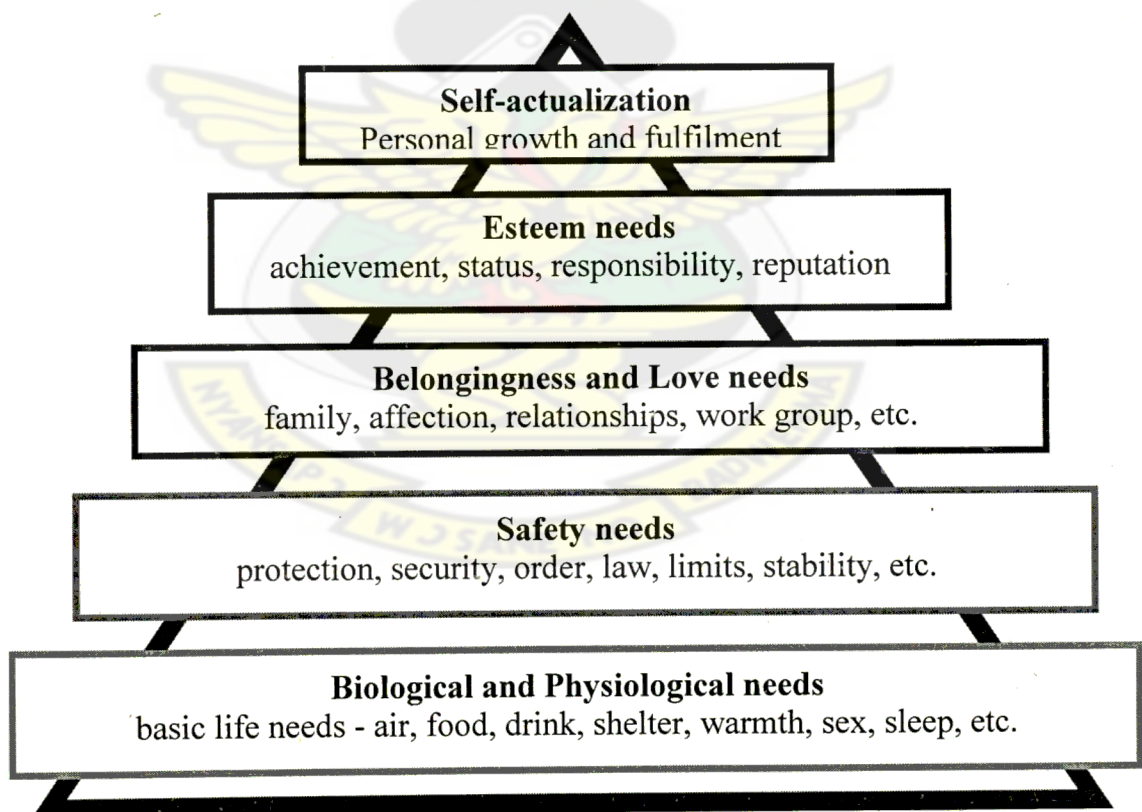 Self-actualization
Personal growth and fulfilment
Esteem needs
achievement, status, responsibility, reputation
Belongingness and Love needs
family, affection, relationships, work group, etc.
Safety needs
protection, security, order, law, limits, stability, etc.
Biological and Physiological needs
basic life needs - air, food, drink, shelter, warmth, sex, sleep, etc.